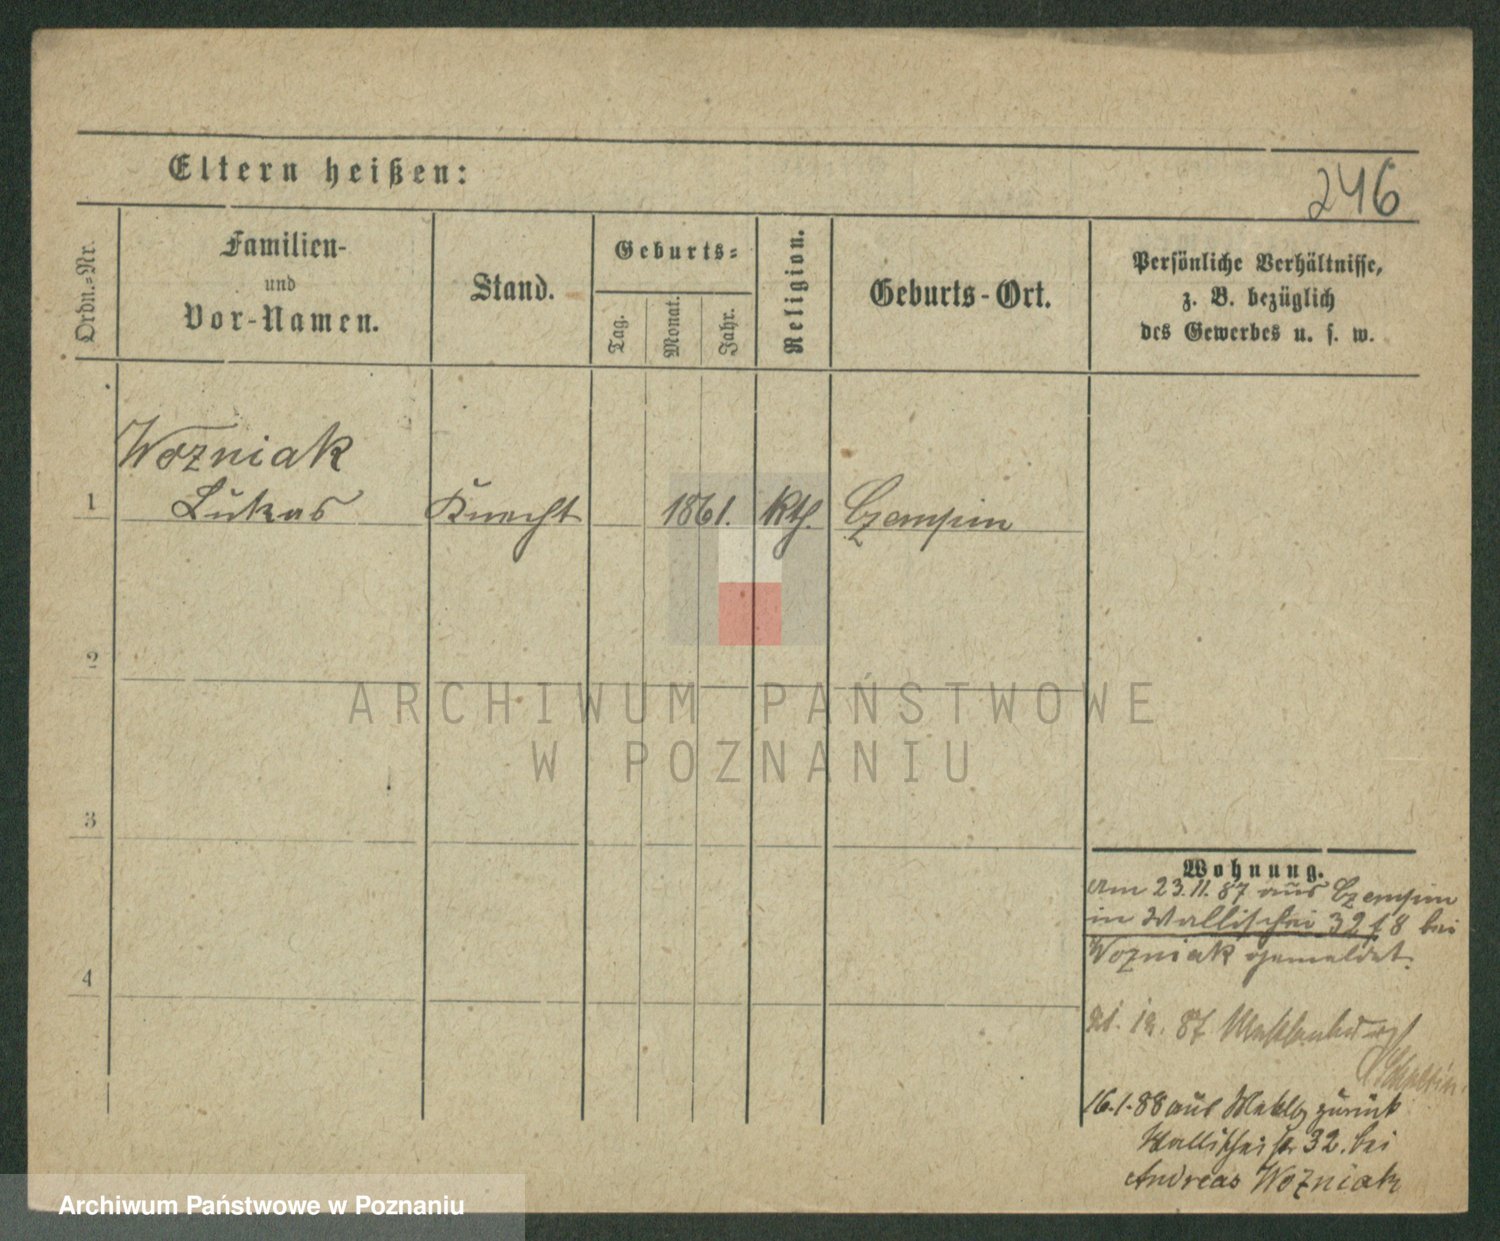 Eltern heißen:
246
Ordn.-Nr.
Familien-
und
Vor-Namen.
Stand.
Geburts-
Tag.
Monat.
Jahr.
Religion.
Geburts-Ort.
Persönliche Verhältnisse,
z. B. bezüglich
des Gewerbes u. s. w.
Wozniak
1 Lukas Knecht 1861. Kth. Czempin
2
ARCHIWUM PAŃSTWOWE
W POZNANIU
3
Wohnung.
Am 23.11.87 aus Czempin
in Wallischei 32 f 8 bei
Wozniak gemeldet.
4
12. 87
16.1.88 aus zurück
Wallischei 32. bei
Andreas Wozniak
Archiwum Państwowe w Poznaniu